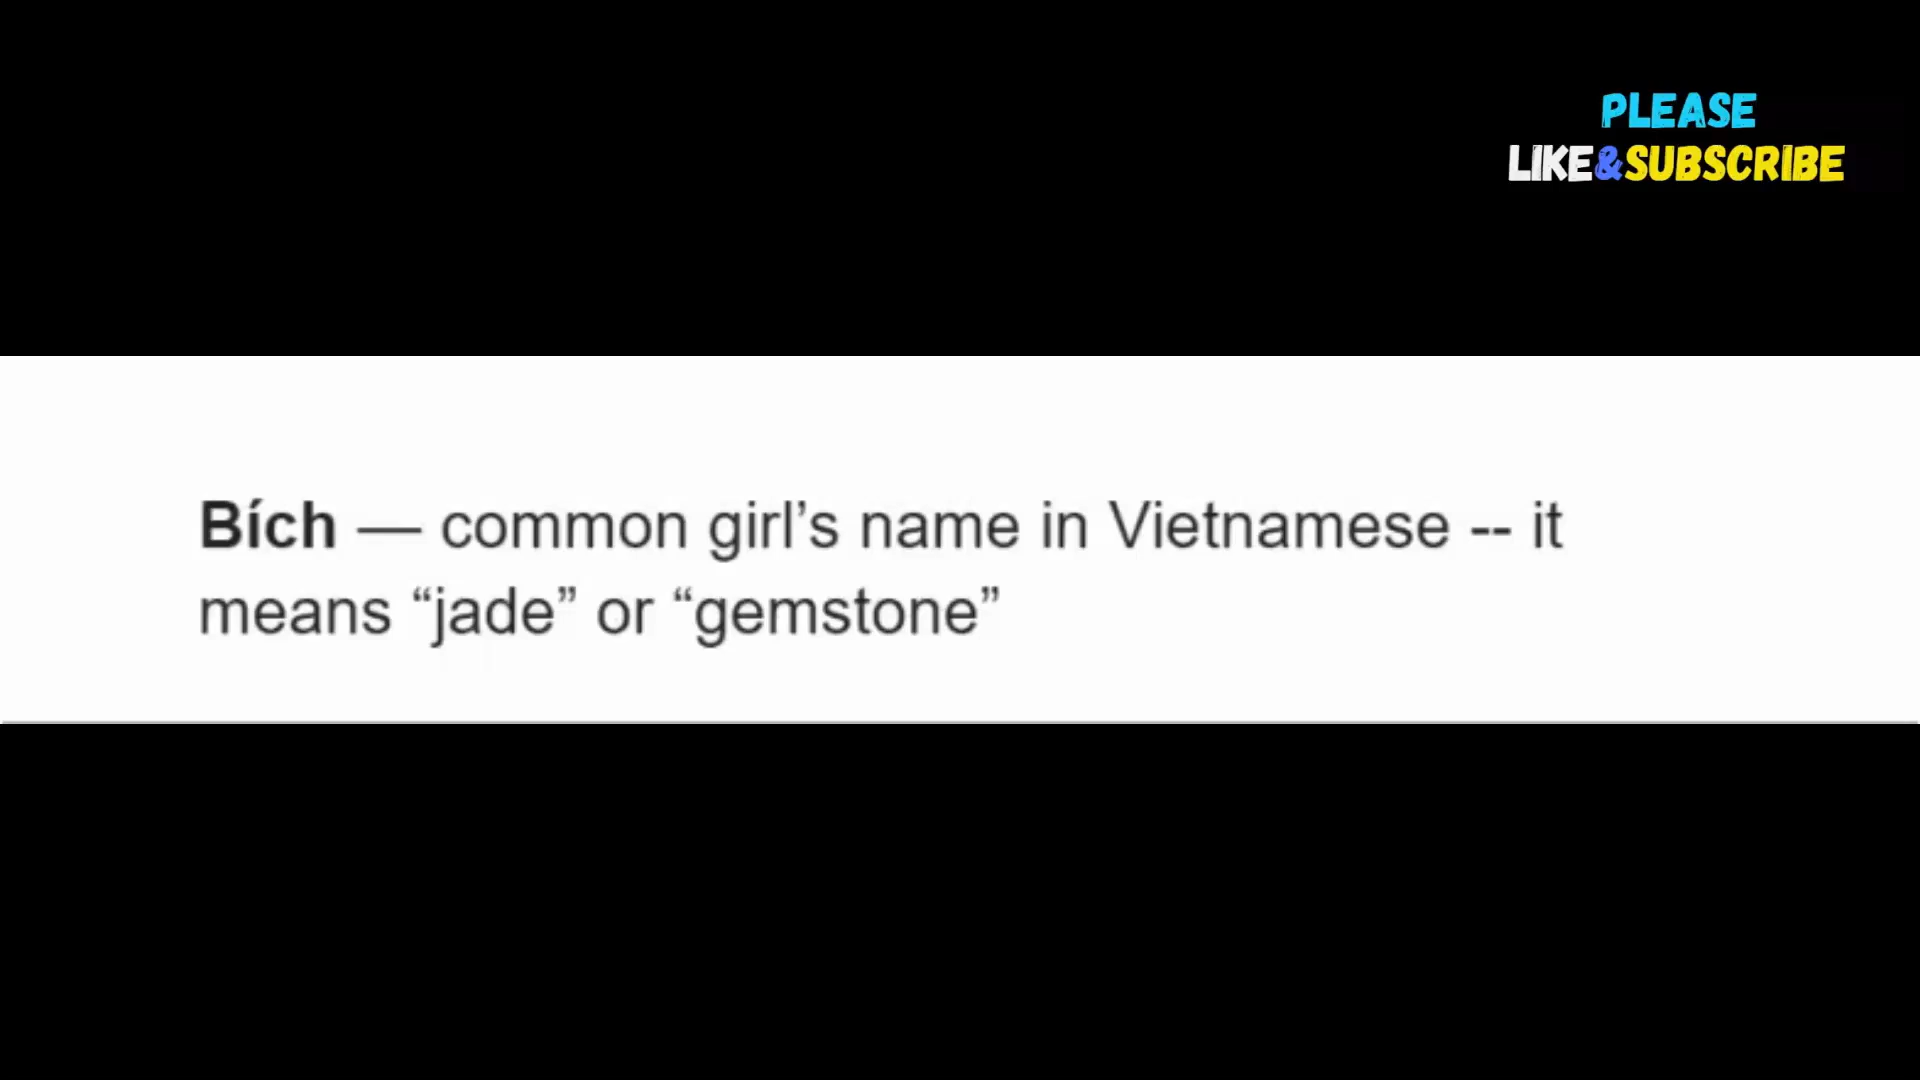 PLEASE
LIKE&SUBSCRIBE
Bích — common girl’s name in Vietnamese -- it
means “jade” or “gemstone”